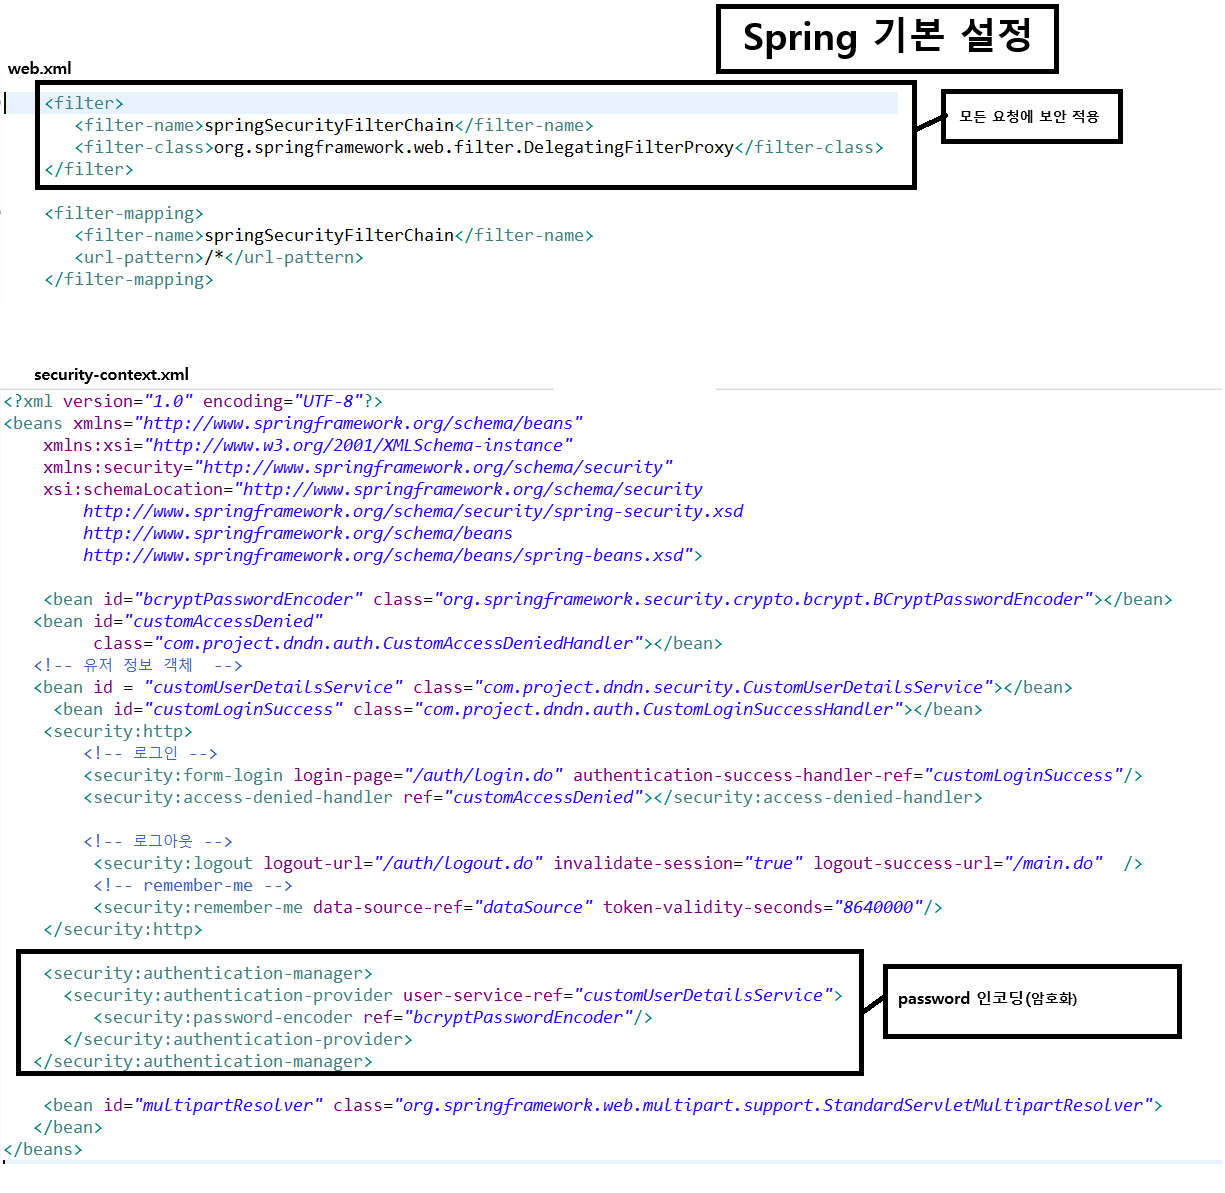 Spring 기본 설정
web.xml
<filter>
<filter-name>springSecurityFilterChain</filter-name>
<filter-class>org.springframework.web.filter.DelegatingFilterProxy</filter-class>
</filter>
모든 요청에 보안 적용
<filter-mapping>
<filter-name>springSecurityFilterChain</filter-name>
<url-pattern>/*</url-pattern>
</filter-mapping>
security-context.xml
<?xml version="1.0" encoding="UTF-8"?>
<beans xmlns="http://www.springframework.org/schema/beans"
xmlns:xsi="http://www.w3.org/2001/XMLSchema-instance"
xmlns:security="http://www.springframework.org/schema/security"
xsi:schemaLocation="http://www.springframework.org/schema/security
http://www.springframework.org/schema/security/spring-security.xsd
http://www.springframework.org/schema/beans
http://www.springframework.org/schema/beans/spring-beans.xsd">
<bean id="bcryptPasswordEncoder" class="org.springframework.security.crypto.bcrypt.BCryptPasswordEncoder"></bean>
<bean id="customAccessDenied"
class="com.project.dndn.auth.CustomAccessDeniedHandler"></bean>
<!-- 유저 정보 객체  -->
<bean id = "customUserDetailsService" class="com.project.dndn.security.CustomUserDetailsService"></bean>
<bean id="customLoginSuccess" class="com.project.dndn.auth.CustomLoginSuccessHandler"></bean>
<security:http>
<!-- 로그인 -->
<security:form-login login-page="/auth/login.do" authentication-success-handler-ref="customLoginSuccess"/>
<security:access-denied-handler ref="customAccessDenied"></security:access-denied-handler>
<!-- 로그아웃 -->
<security:logout logout-url="/auth/logout.do" invalidate-session="true" logout-success-url="/main.do"  />
<!-- remember-me -->
<security:remember-me data-source-ref="dataSource" token-validity-seconds="8640000"/>
</security:http>
<security:authentication-manager>
<security:authentication-provider user-service-ref="customUserDetailsService">
<security:password-encoder ref="bcryptPasswordEncoder"/>
</security:authentication-provider>
</security:authentication-manager>
password 인코딩(암호화)
<bean id="multipartResolver" class="org.springframework.web.multipart.support.StandardServletMultipartResolver">
</bean>
</beans>